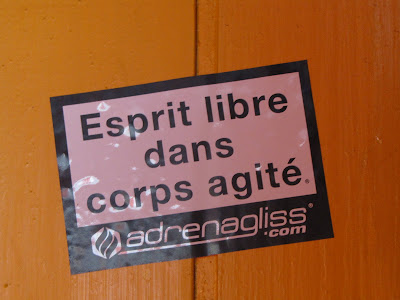 Esprit libre
dans
corps agité.
adrenagliss®
.com